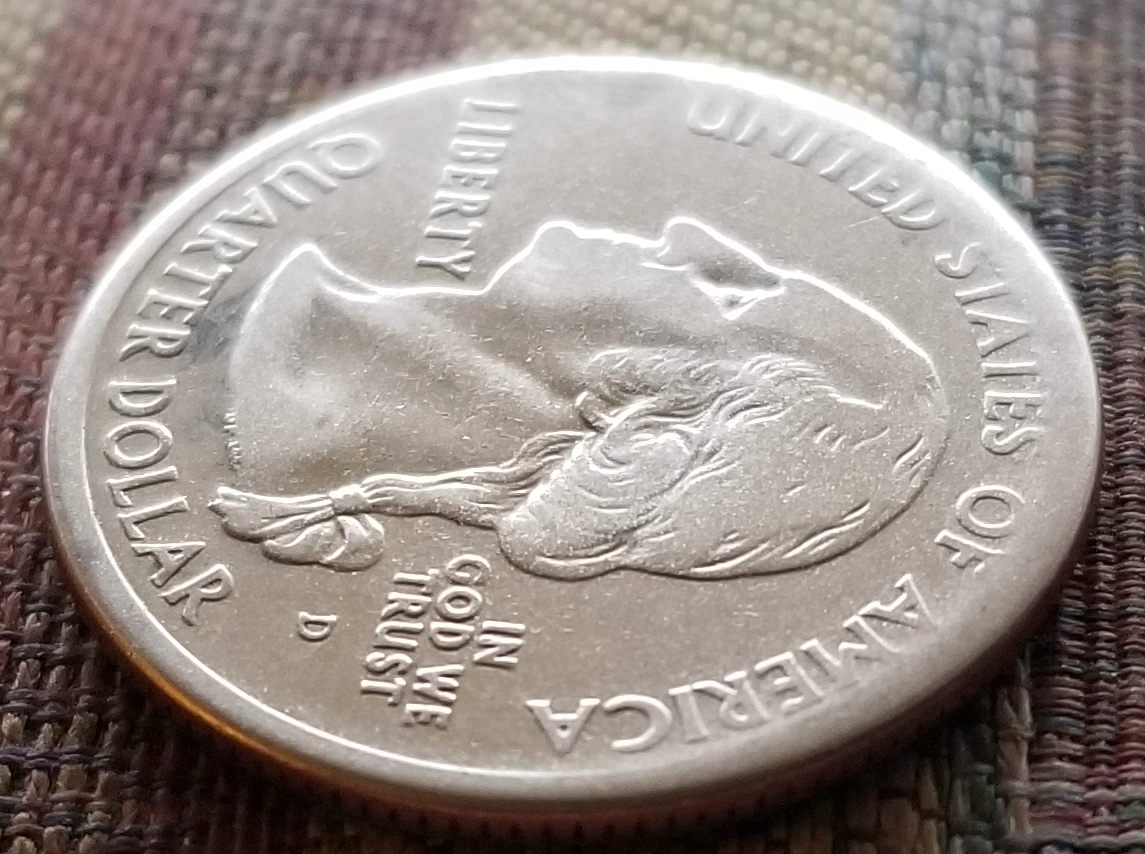 UNITED STATES OF AMERICA
LIBERTY
IN
GOD WE
TRUST
D
QUARTER DOLLAR